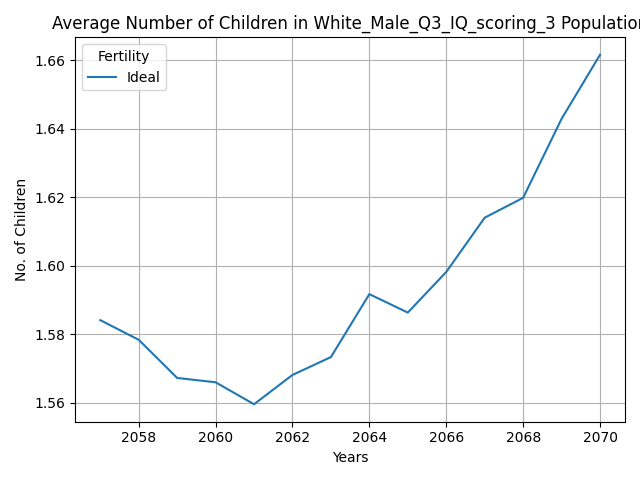 Average Number of Children in White_Male_Q3_IQ_scoring_3 Population
Fertility
Ideal
No. of Children
1.66
1.64
1.62
1.60
1.58
1.56
2058 2060 2062 2064 2066 2068 2070
Years